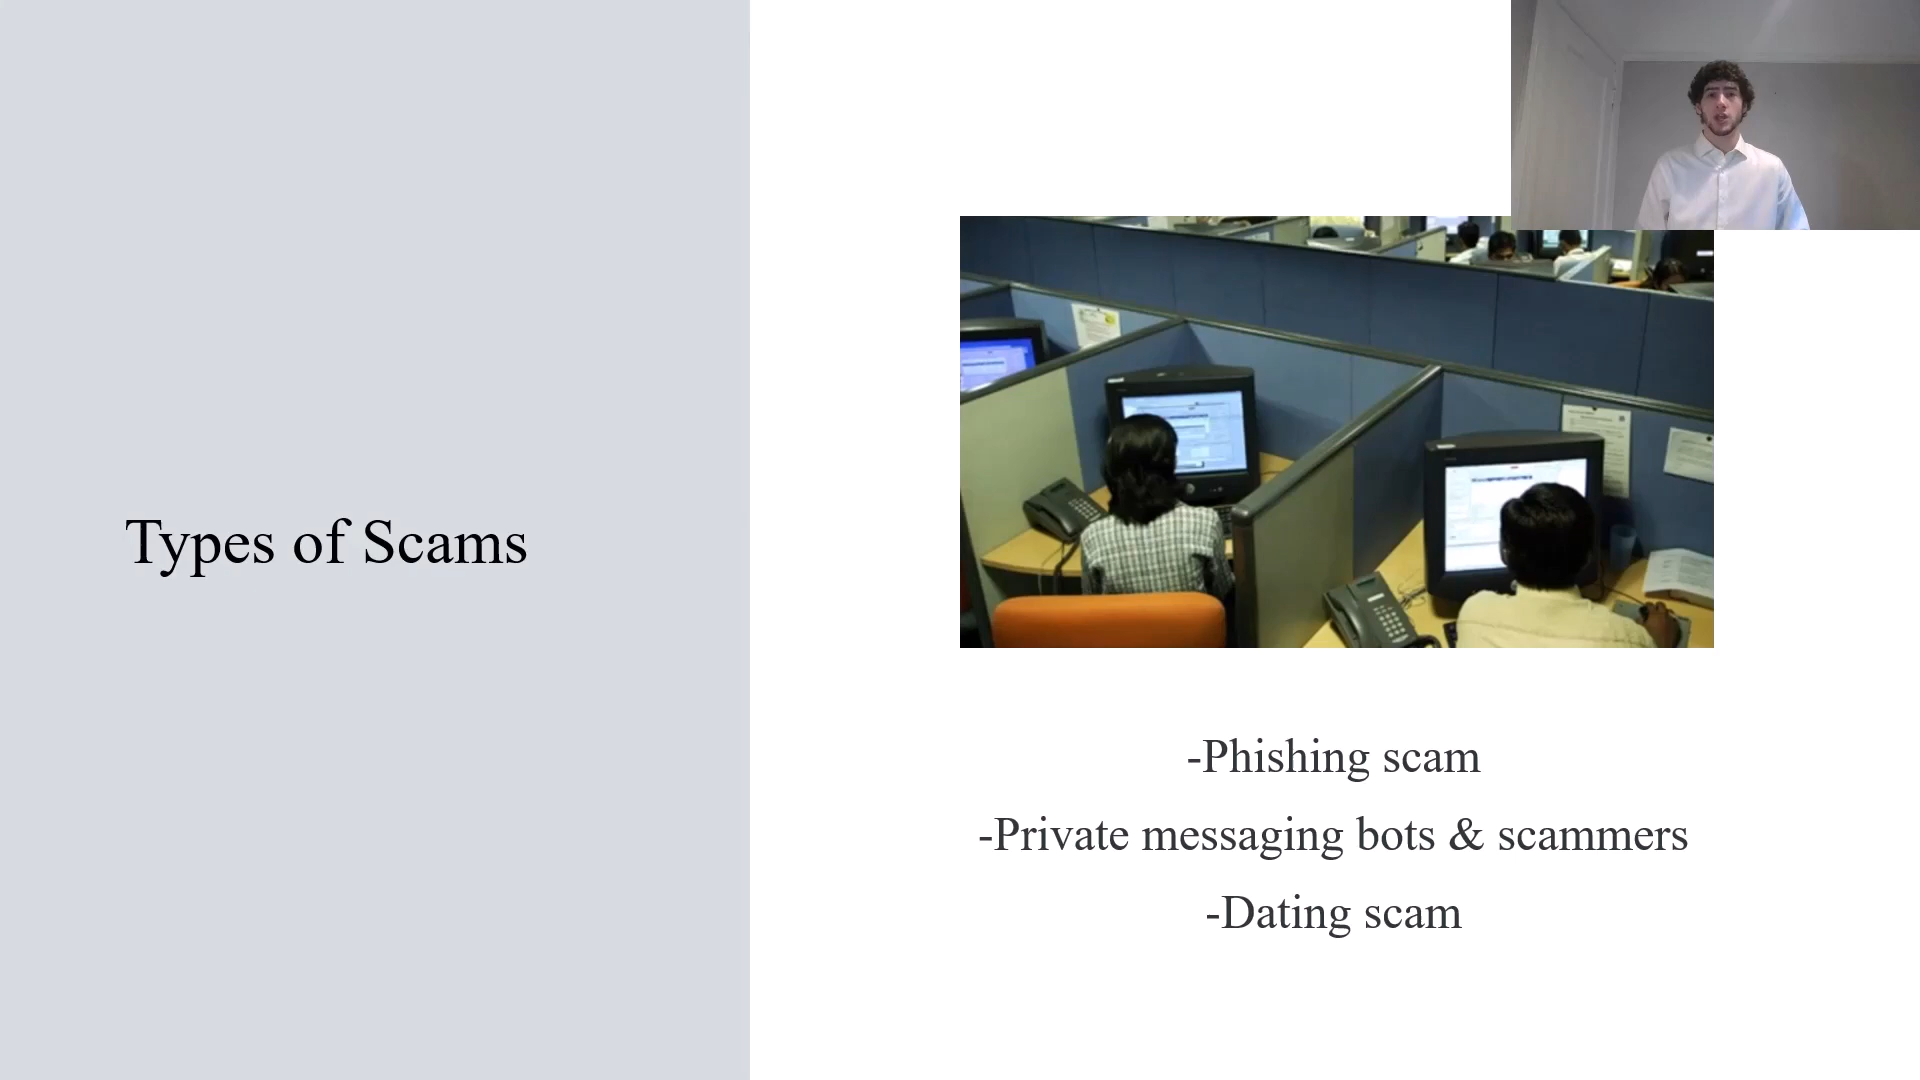 Types of Scams
-Phishing scam
-Private messaging bots & scammers
-Dating scam